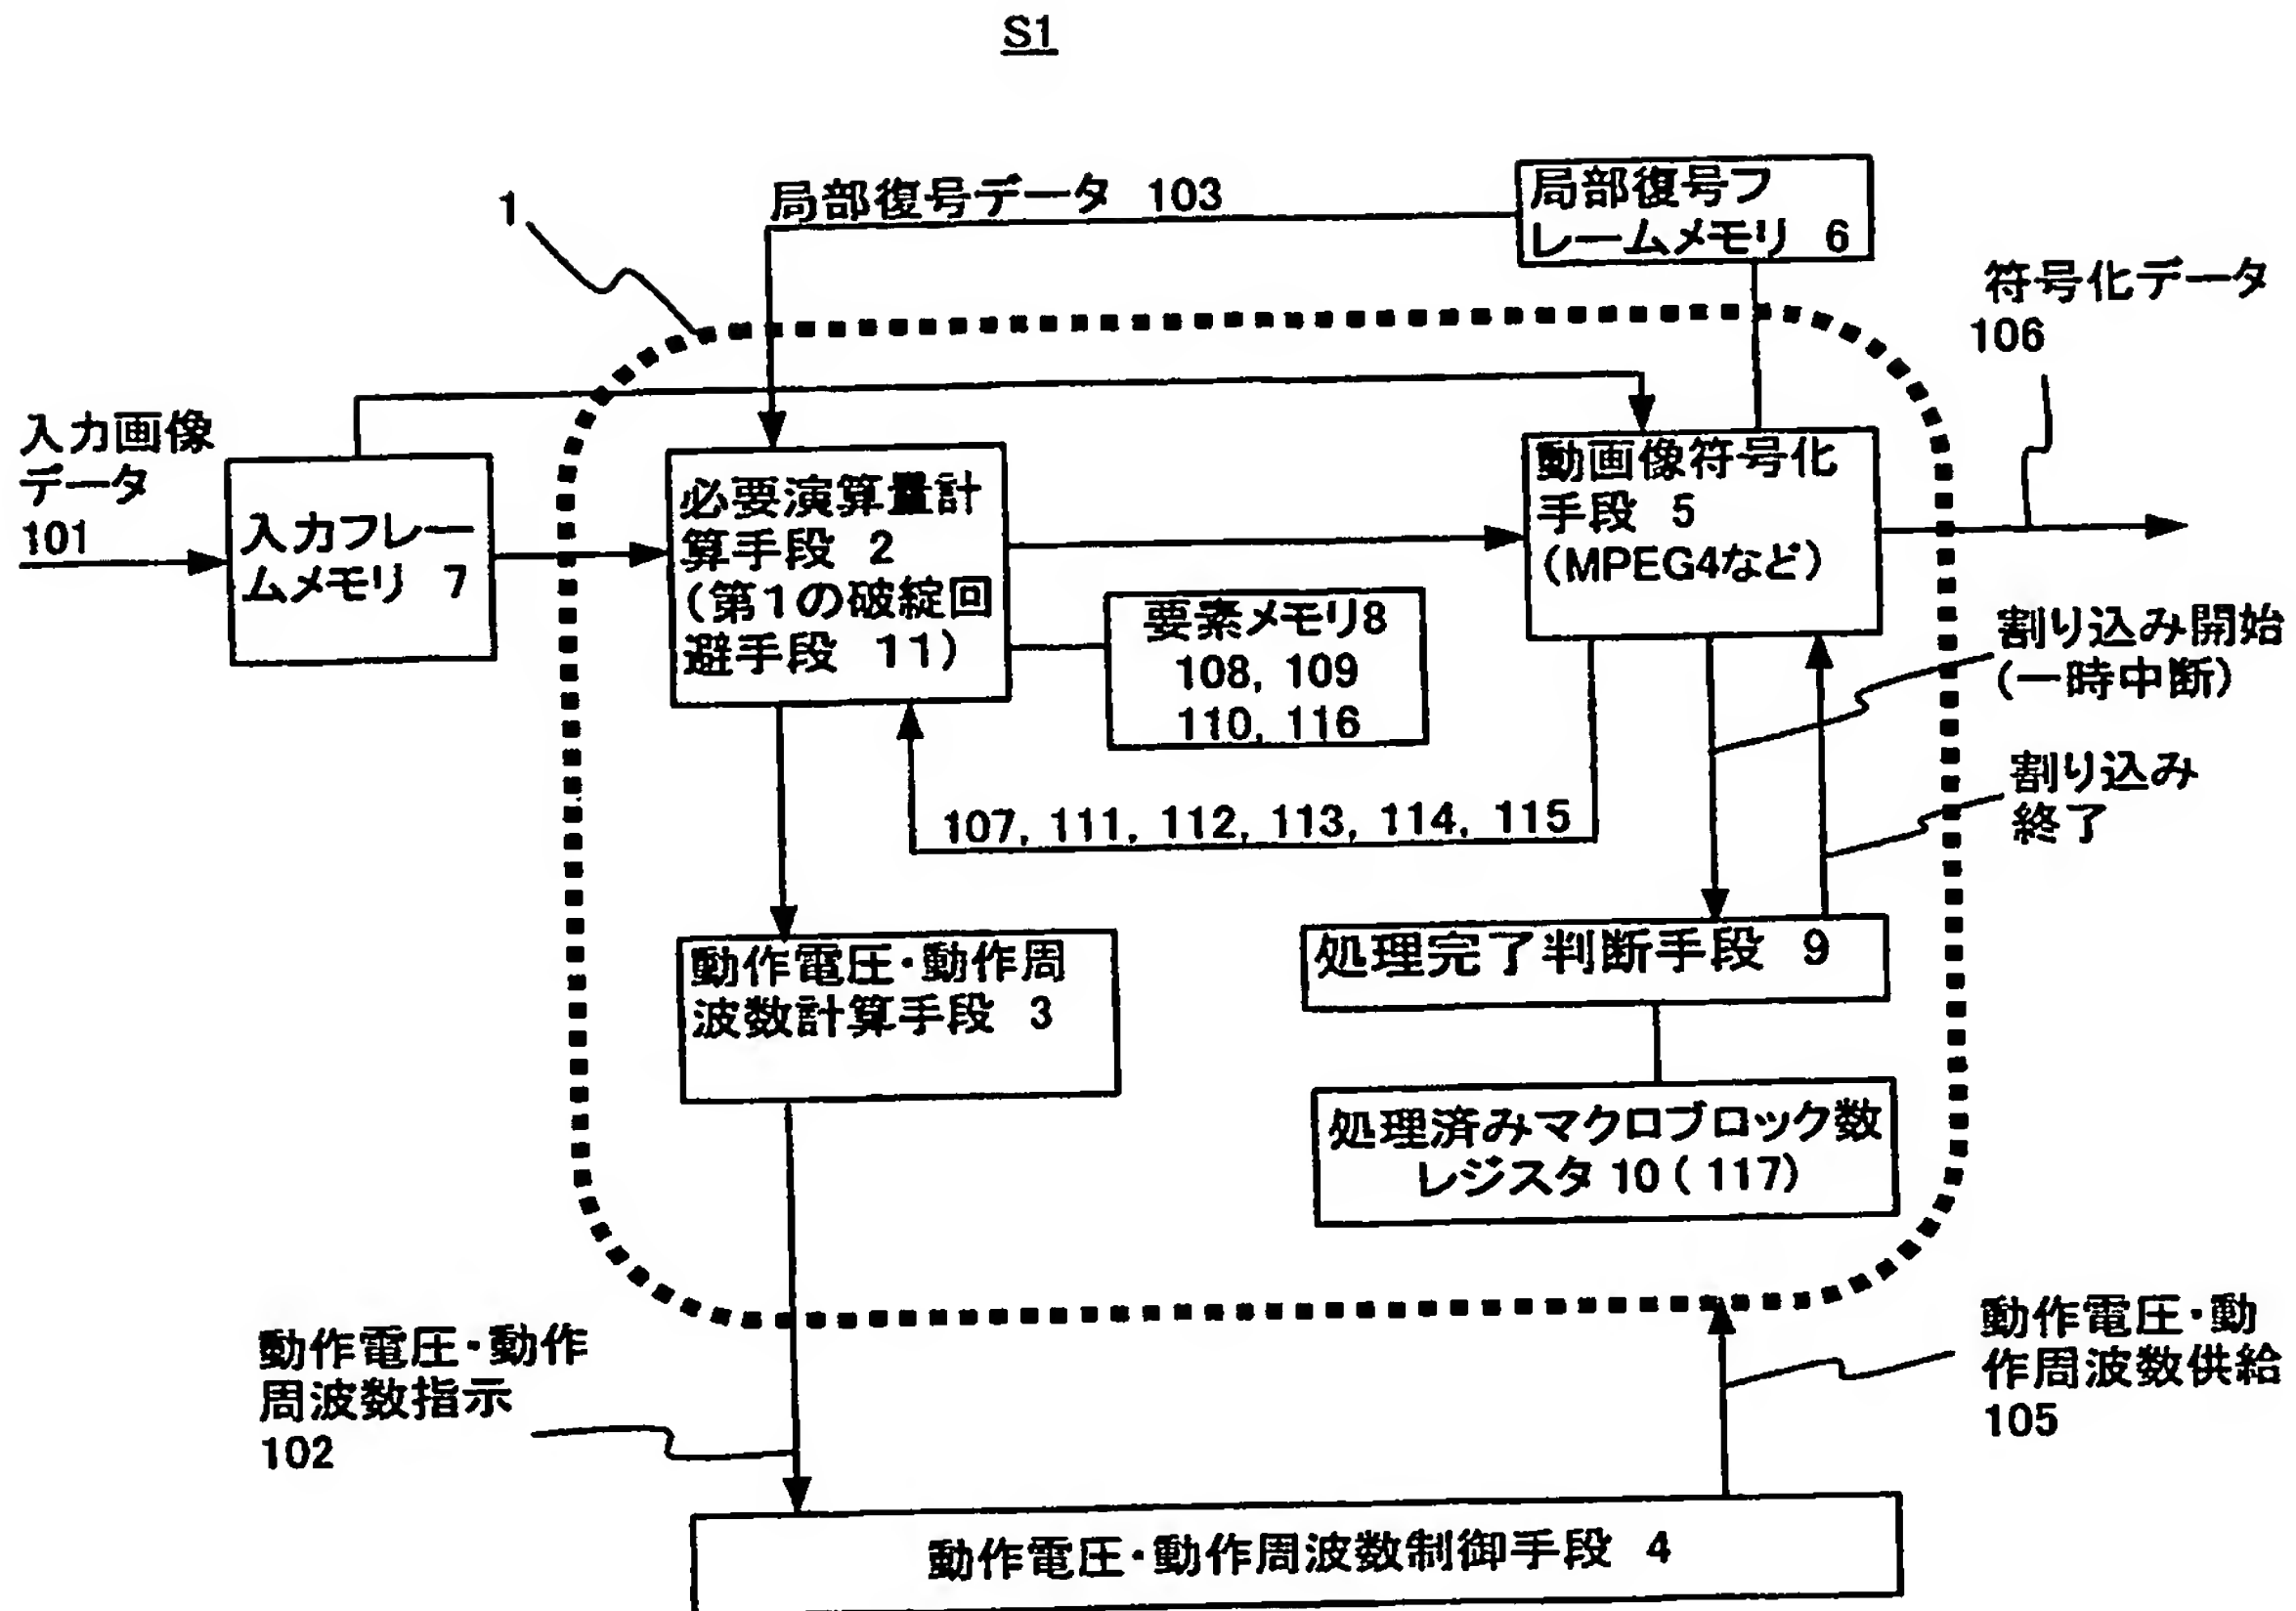 S1
1
局部復号データ 103
局部復号フ
レームメモリ 6
符号化データ
106
入力画像
データ
101
入力フレー
ムメモリ 7
必要演算量計
算手段 2
(第1の破綻回
避手段 11)
動画像符号化
手段 5
(MPEG4など)
要素メモリ8
108, 109
110, 116
割り込み開始
(一時中断)
割り込み
終了
107, 111, 112, 113, 114, 115
動作電圧・動作周
波数計算手段 3
処理完了判断手段 9
処理済みマクロブロック数
レジスタ 10 ( 117)
動作電圧・動作
周波数指示
102
動作電圧・動
作周波数供給
105
動作電圧・動作周波数制御手段 4